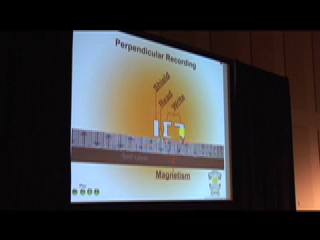 Perpendicular Recording
Shield
Read
Write
Soft Layer
Magnetism